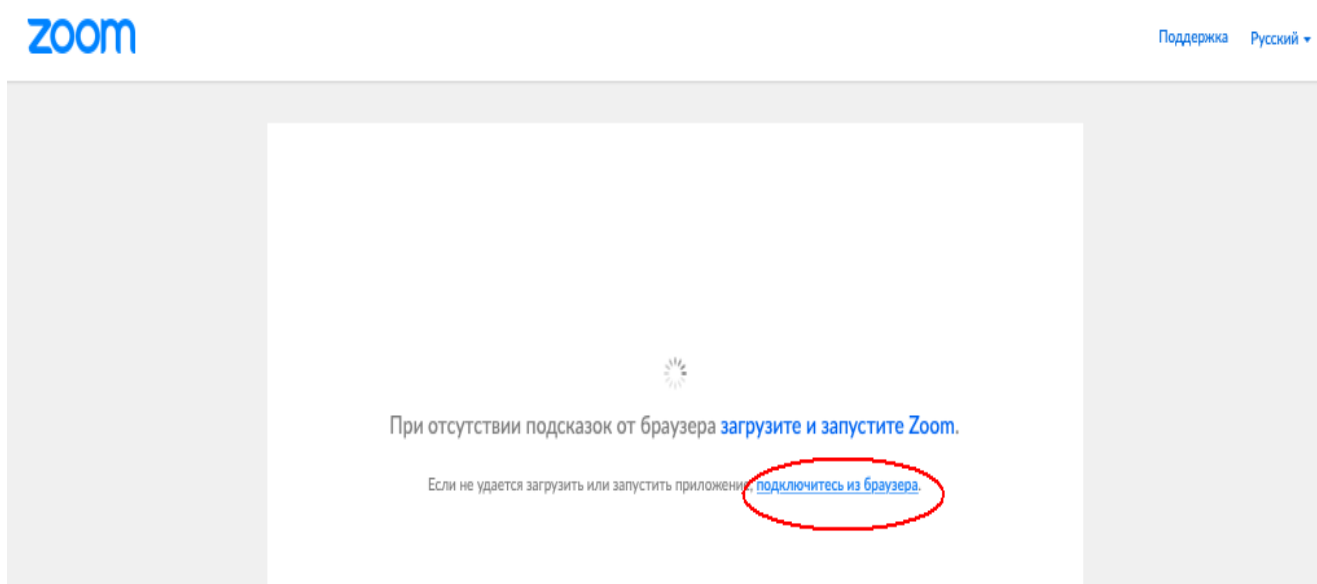 zoom
Поддержка Русский
При отсутствии подсказок от браузера загрузите и запустите Zoom.
Если не удается загрузить или запустить приложение, подключитесь из браузера.